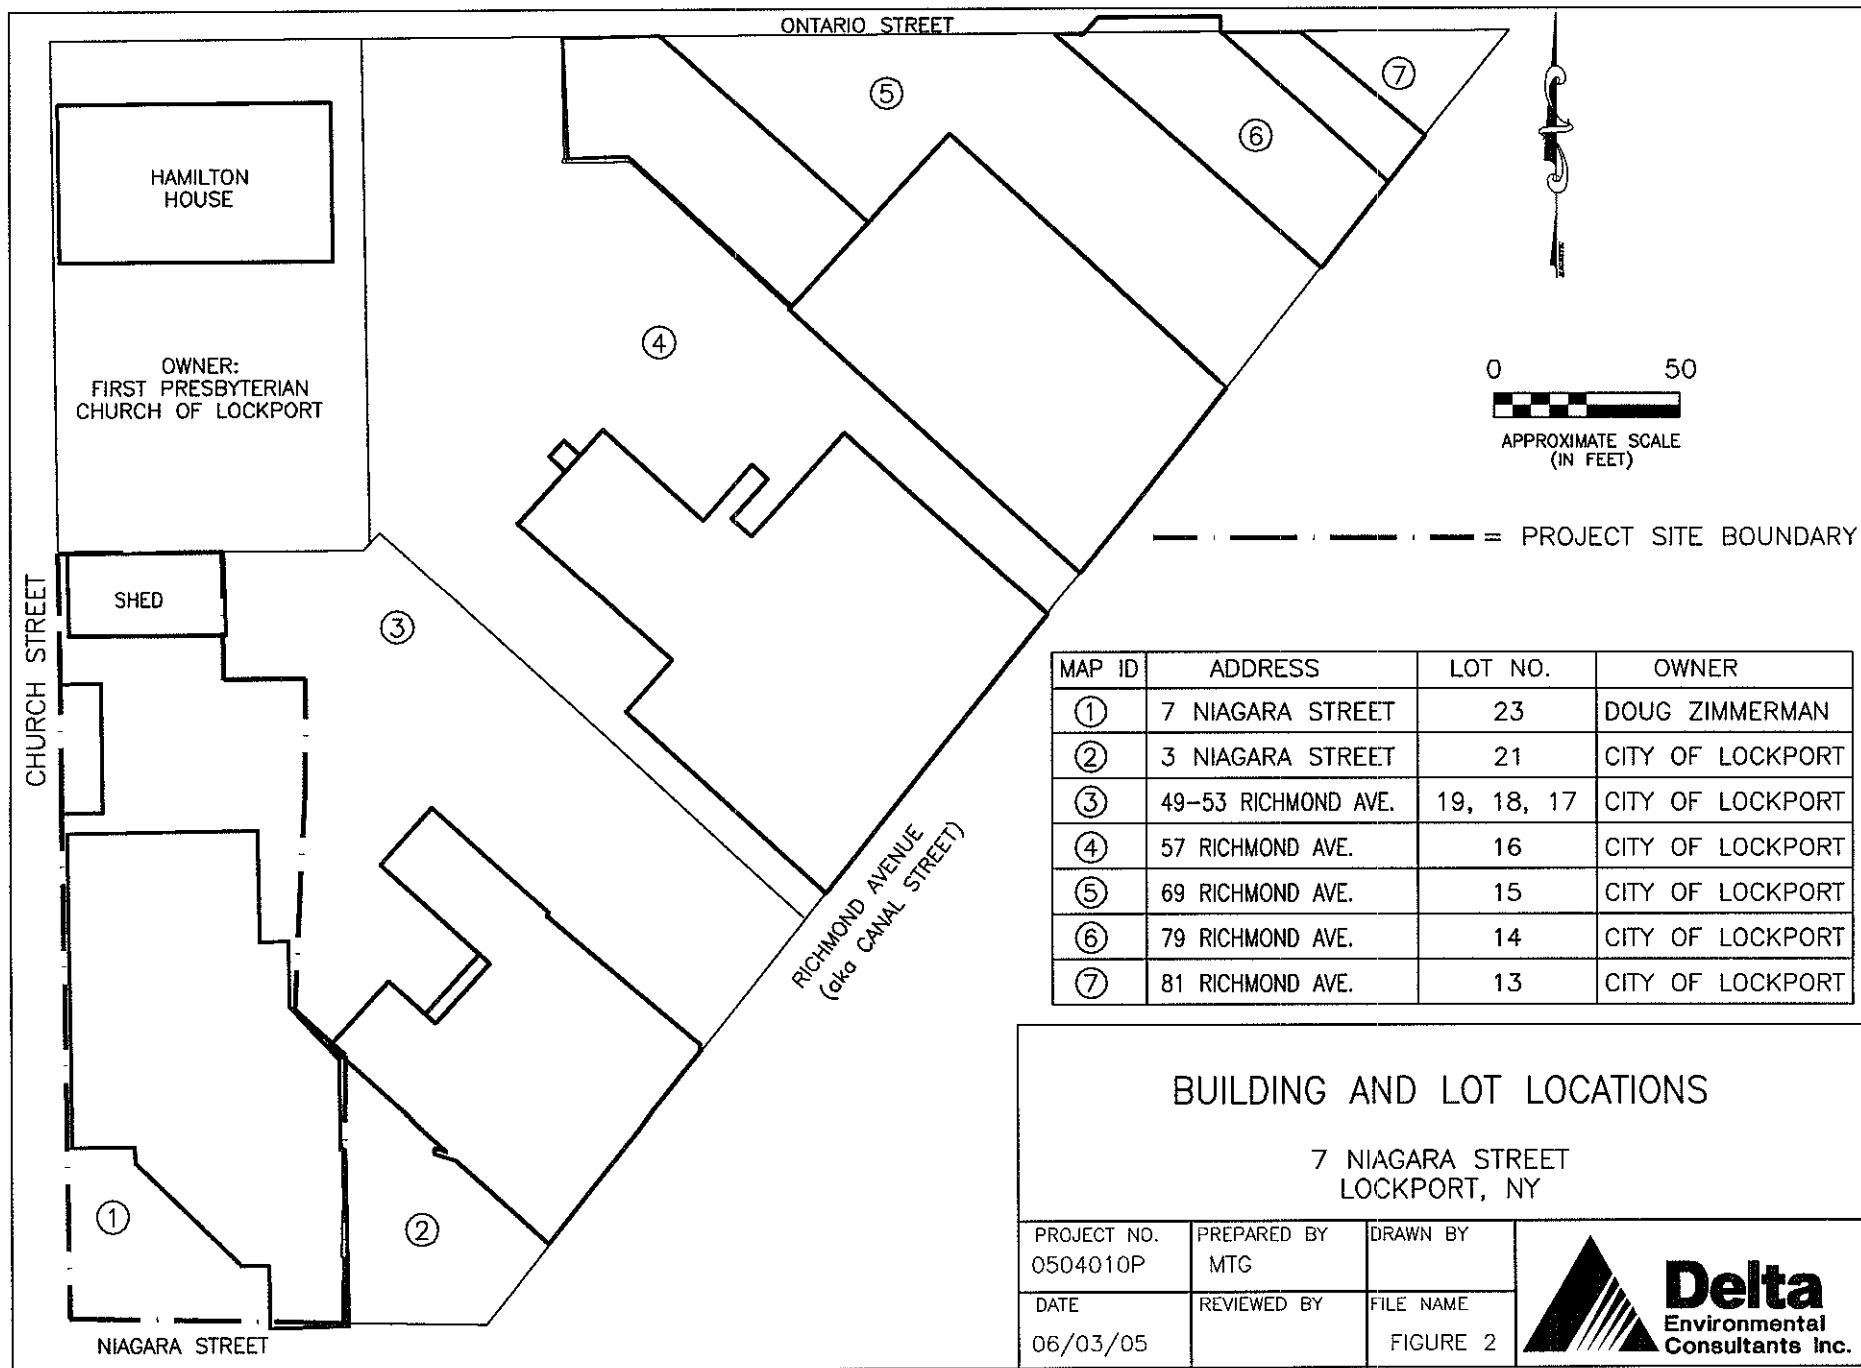 ONTARIO STREET
HAMILTON
HOUSE
OWNER:
FIRST PRESBYTERIAN
CHURCH OF LOCKPORT
SHED
CHURCH STREET
NIAGARA STREET
RICHMOND AVENUE
(aka CANAL STREET)
1
2
3
4
5
6
7
0 50
APPROXIMATE SCALE
(IN FEET)
= PROJECT SITE BOUNDARY
MAP ID ADDRESS LOT NO. OWNER
1 7 NIAGARA STREET 23 DOUG ZIMMERMAN
2 3 NIAGARA STREET 21 CITY OF LOCKPORT
3 49-53 RICHMOND AVE. 19, 18, 17 CITY OF LOCKPORT
4 57 RICHMOND AVE. 16 CITY OF LOCKPORT
5 69 RICHMOND AVE. 15 CITY OF LOCKPORT
6 79 RICHMOND AVE. 14 CITY OF LOCKPORT
7 81 RICHMOND AVE. 13 CITY OF LOCKPORT
BUILDING AND LOT LOCATIONS
7 NIAGARA STREET
LOCKPORT, NY
PROJECT NO. PREPARED BY DRAWN BY
0504010P MTG
DATE REVIEWED BY FILE NAME
06/03/05 FIGURE 2
Delta
Environmental
Consultants Inc.